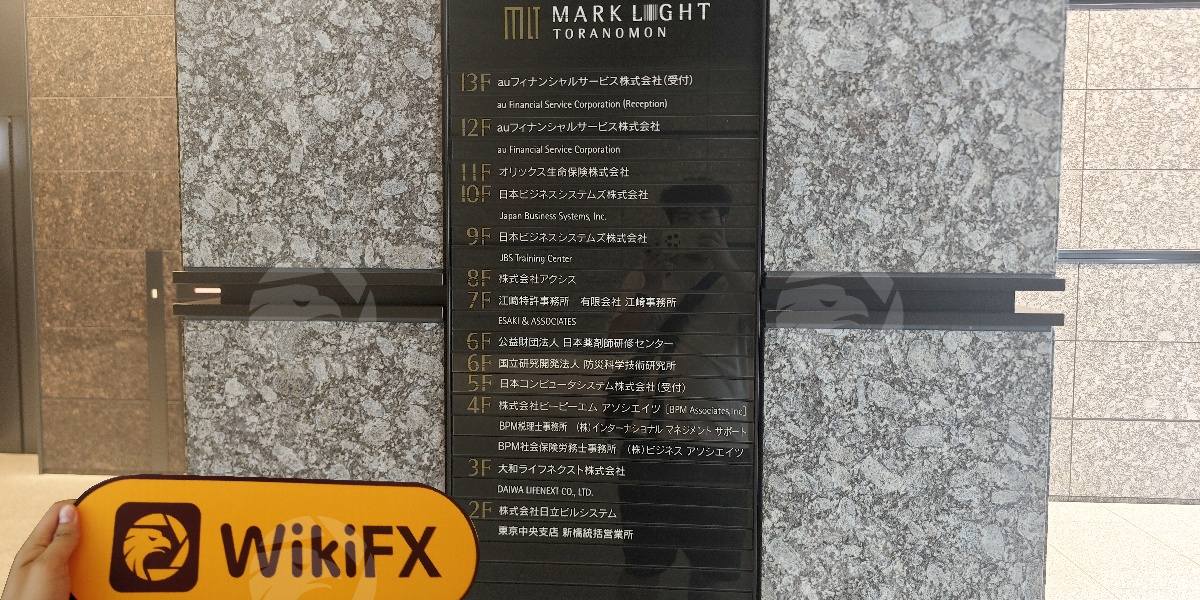 MLT MARK LIGHT
TORANOMON
13F auフィナンシャルサービス株式会社(受付)
au Financial Service Corporation (Reception)
12F auフィナンシャルサービス株式会社
au Financial Service Corporation
11F オリックス生命保険株式会社
10F 日本ビジネスシステムズ株式会社
Japan Business Systems, Inc.
9F 日本ビジネスシステムズ株式会社
JBS Training Center
8F 株式会社アクシス
7F 江崎特許事務所 有限会社 江崎事務所
ESAKI & ASSOCIATES
6F 公益財団法人 日本薬剤師研修センター
6F 国立研究開発法人 防災科学技術研究所
5F 日本コンピュータシステム株式会社(受付)
4F 株式会社ビーピーエム アソシエイツ [BPM Associates,Inc]
BPM税理士事務所 (株)インターナショナル マネジメント サポート
BPM社会保険労務士事務所 (株)ビジネス アソシエイツ
3F 大和ライフネクスト株式会社
DAIWA LIFENEXT CO., LTD.
2F 株式会社日立ビルシステム
東京中央支店 新橋統括営業所
WikiFX